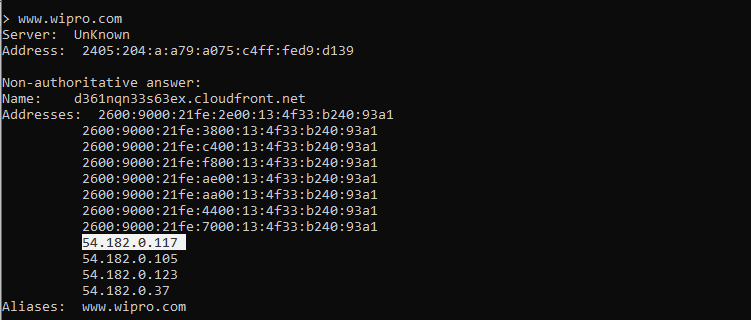 > www.wipro.com
Server:  UnKnown
Address:  2405:204:a:a79:a075:c4ff:fed9:d139
Non-authoritative answer:
Name:    d361nqn33s63ex.cloudfront.net
Addresses:  2600:9000:21fe:2e00:13:4f33:b240:93a1
2600:9000:21fe:3800:13:4f33:b240:93a1
2600:9000:21fe:c400:13:4f33:b240:93a1
2600:9000:21fe:f800:13:4f33:b240:93a1
2600:9000:21fe:ae00:13:4f33:b240:93a1
2600:9000:21fe:aa00:13:4f33:b240:93a1
2600:9000:21fe:4400:13:4f33:b240:93a1
2600:9000:21fe:7000:13:4f33:b240:93a1
54.182.0.117
54.182.0.105
54.182.0.123
54.182.0.37
Aliases:  www.wipro.com